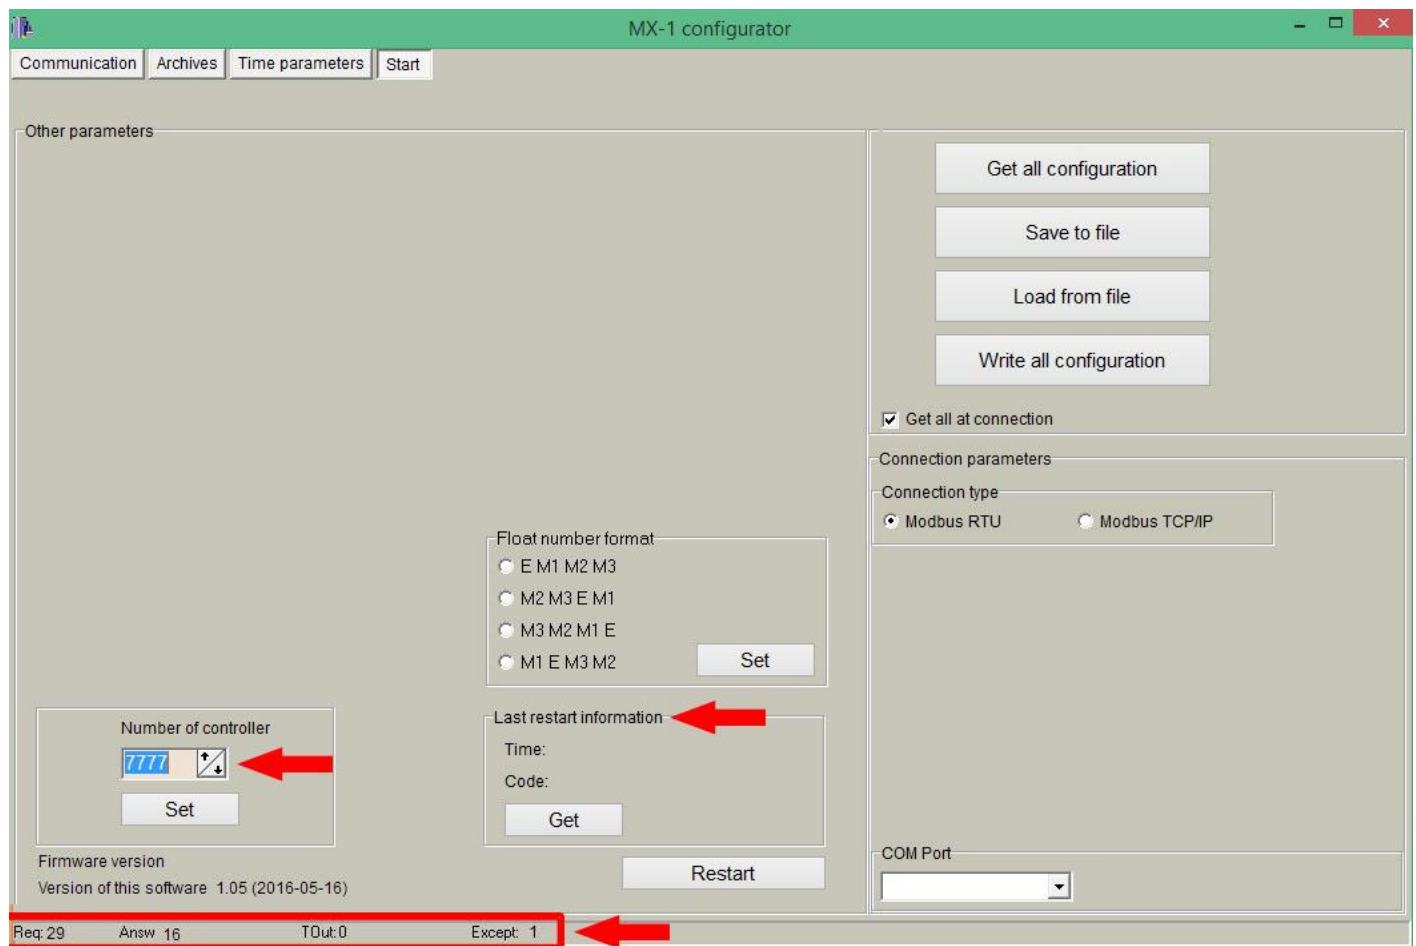 MX-1 configurator
Communication Archives Time parameters Start
Other parameters
Get all configuration
Save to file
Load from file
Write all configuration
Get all at connection
Connection parameters
Connection type
Modbus RTU Modbus TCP/IP
Float number format
E M1 M2 M3
M2 M3 E M1
M3 M2 M1 E
M1 E M3 M2
Set
Number of controller
7777
Set
Last restart information
Time:
Code:
Get
Firmware version
Version of this software 1.05 (2016-05-16)
Restart
COM Port
Req: 29 Answ 16 TOut: 0 Except: 1